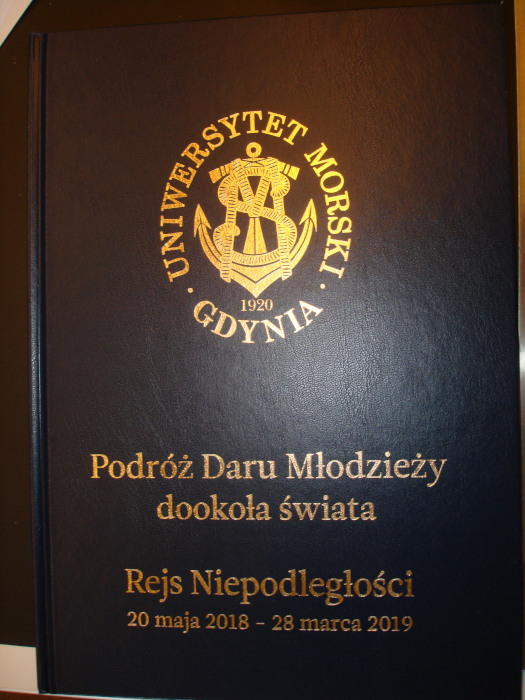 UNIWERSYTET MORSKI
1920
· GDYNIA ·
Podróż Daru Młodzieży
dookoła świata
Rejs Niepodległości
20 maja 2018 – 28 marca 2019